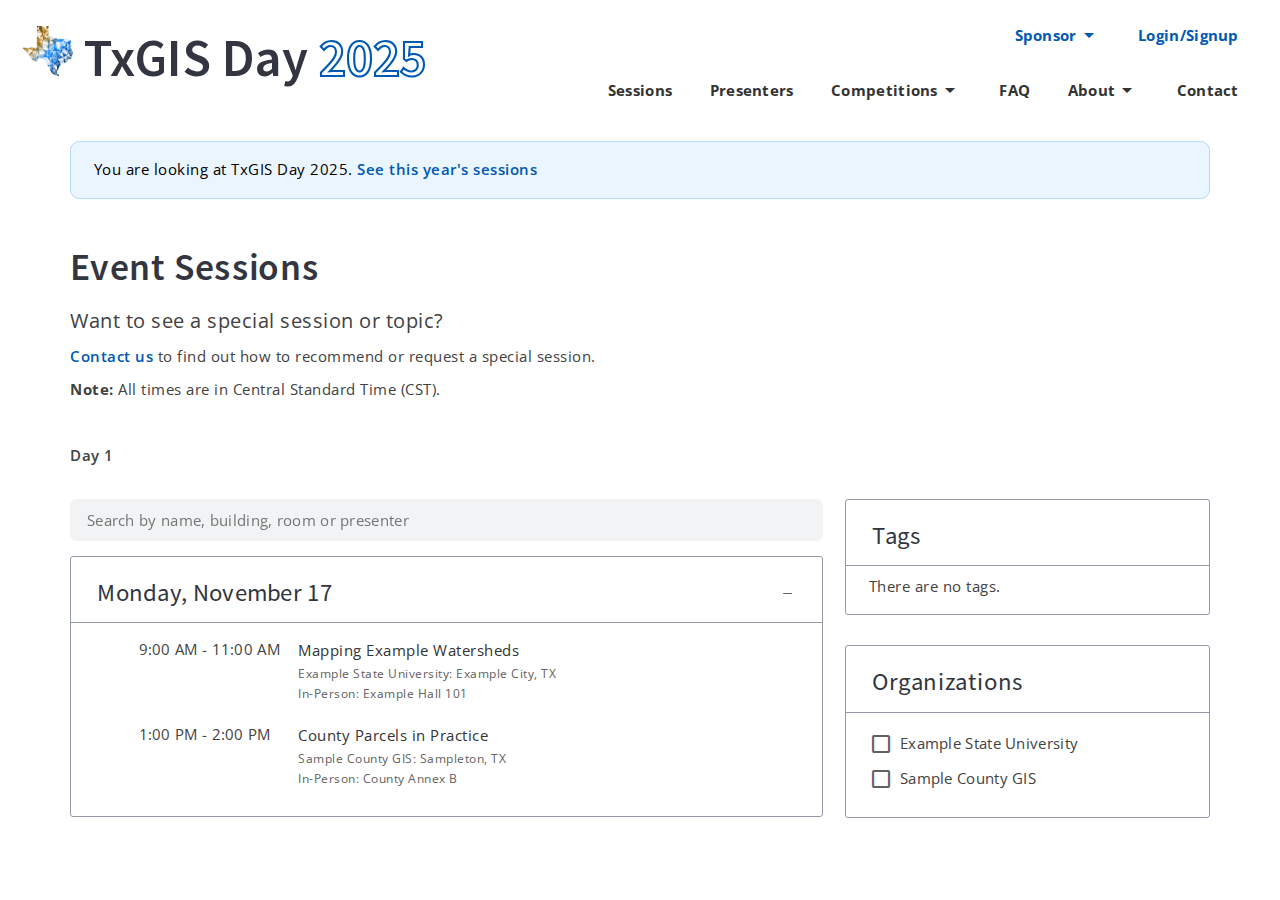 TxGIS Day 2025
Sponsor
Login/Signup
Sessions
Presenters
Competitions
FAQ
About
Contact
You are looking at TxGIS Day 2025. See this year's sessions
Event Sessions
Want to see a special session or topic?
Contact us to find out how to recommend or request a special session.
Note: All times are in Central Standard Time (CST).
Day 1
Search by name, building, room or presenter
Monday, November 17
9:00 AM - 11:00 AM
Mapping Example Watersheds
Example State University: Example City, TX
In-Person: Example Hall 101
1:00 PM - 2:00 PM
County Parcels in Practice
Sample County GIS: Sampleton, TX
In-Person: County Annex B
Tags
There are no tags.
Organizations
Example State University
Sample County GIS